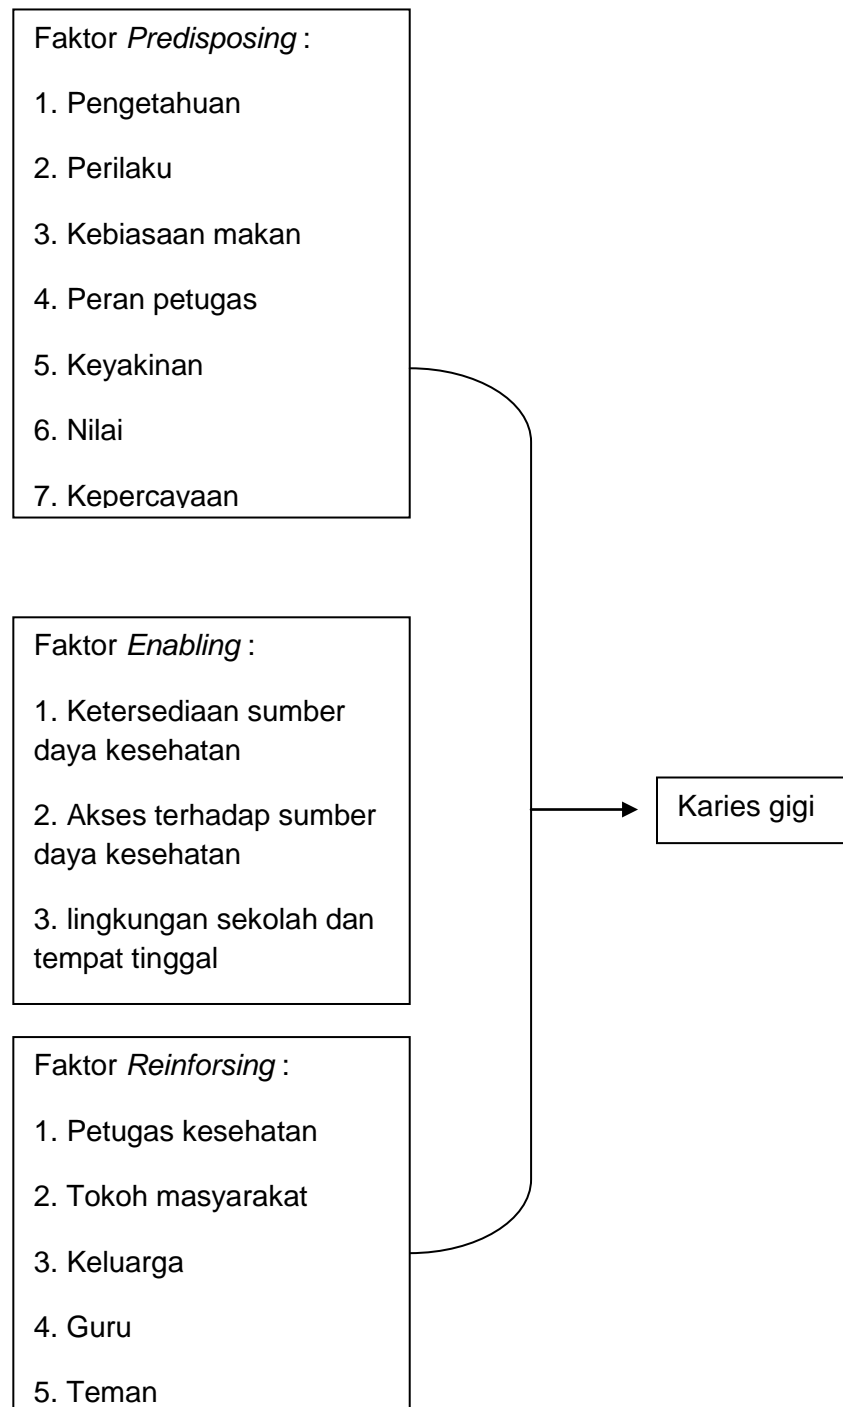 Faktor Predisposing :
1. Pengetahuan
2. Perilaku
3. Kebiasaan makan
4. Peran petugas
5. Keyakinan
6. Nilai
7. Kepercayaan
Faktor Enabling :
1. Ketersediaan sumber
daya kesehatan
2. Akses terhadap sumber
daya kesehatan
3. lingkungan sekolah dan
tempat tinggal
Karies gigi
Faktor Reinforsing :
1. Petugas kesehatan
2. Tokoh masyarakat
3. Keluarga
4. Guru
5. Teman